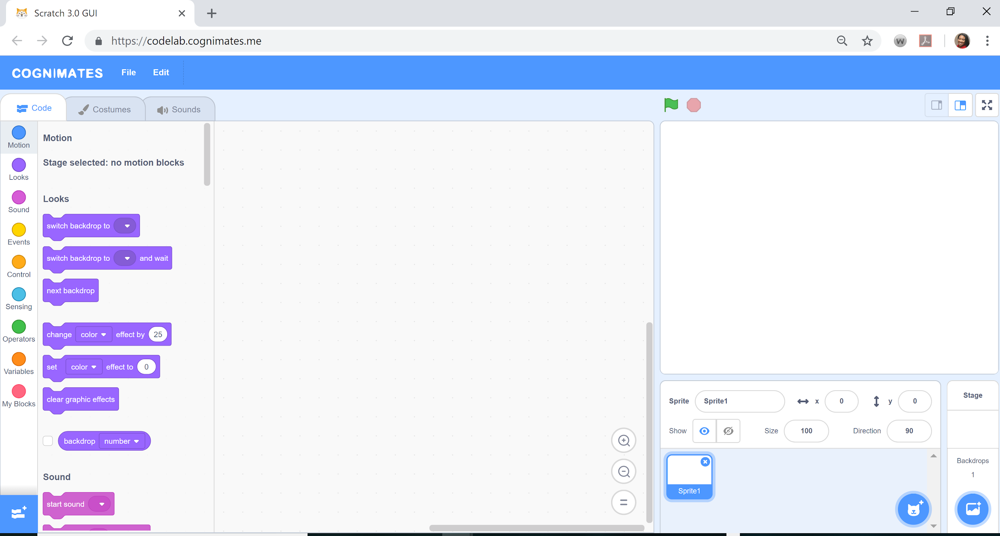 Scratch 3.0 GUI
https://codelab.cognimates.me
W
COGNIMATES File Edit
Code Costumes Sounds
Motion
Looks
Sound
Events
Control
Sensing
Operators
Variables
My Blocks
Motion
Stage selected: no motion blocks
Looks
switch backdrop to
switch backdrop to and wait
next backdrop
change color effect by 25
set color effect to 0
clear graphic effects
backdrop number
Sound
start sound
Sprite Sprite1 x 0 y 0
Show Size 100 Direction 90
Sprite1
Stage
Backdrops
1